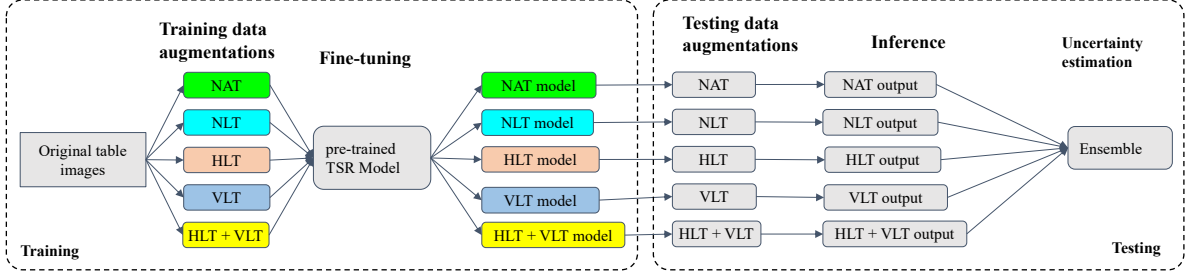 Training data
augmentations
Fine-tuning
Original table
images
NAT
NLT
HLT
VLT
HLT + VLT
pre-trained
TSR Model
NAT model
NLT model
HLT model
VLT model
HLT + VLT model
Training
Testing data
augmentations
Inference
Uncertainty
estimation
NAT
NLT
HLT
VLT
HLT + VLT
NAT output
NLT output
HLT output
VLT output
HLT + VLT output
Ensemble
Testing